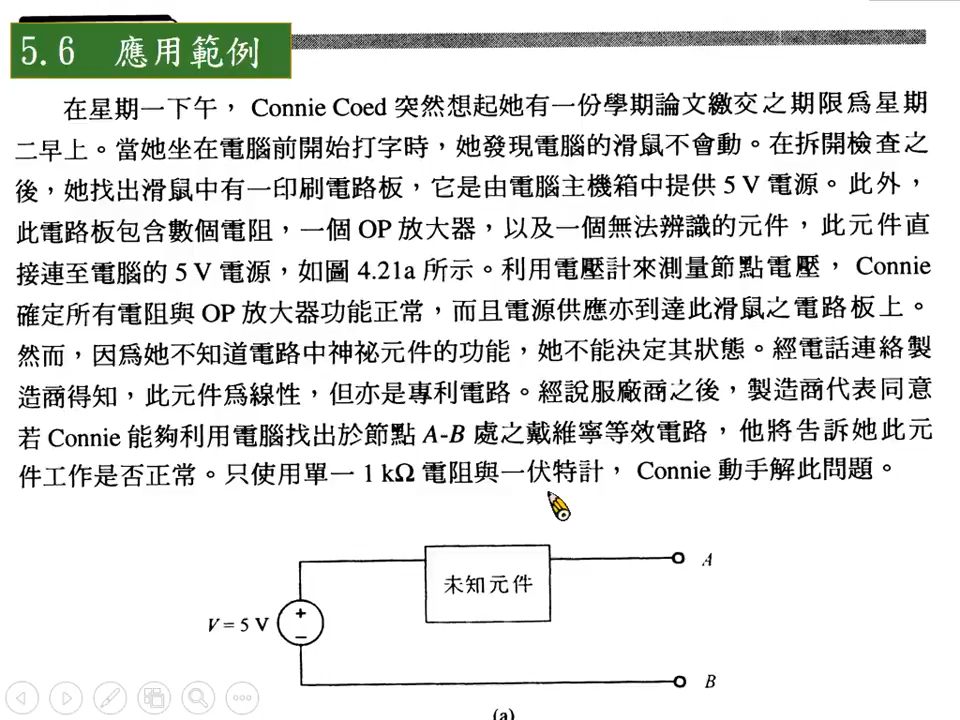 5.6 應用範例
在星期一下午，Connie Coed 突然想起她有一份學期論文繳交之期限為星期
二早上。當她坐在電腦前開始打字時，她發現電腦的滑鼠不會動。在拆開檢查之
後，她找出滑鼠中有一印刷電路板，它是由電腦主機箱中提供 5 V 電源。此外，
此電路板包含數個電阻，一個 OP 放大器，以及一個無法辨識的元件，此元件直
接連至電腦的 5 V 電源，如圖 4.21a 所示。利用電壓計來測量節點電壓，Connie
確定所有電阻與 OP 放大器功能正常，而且電源供應亦到達此滑鼠之電路板上。
然而，因為她不知道電路中神祕元件的功能，她不能決定其狀態。經電話連絡製
造商得知，此元件為線性，但亦是專利電路。經說服廠商之後，製造商代表同意
若 Connie 能夠利用電腦找出於節點 A-B 處之戴維寧等效電路，他將告訴她此元
件工作是否正常。只使用單一 1 kΩ 電阻與一伏特計，Connie 動手解此問題。
未知元件
A
V = 5 V
+
−
B
(a)